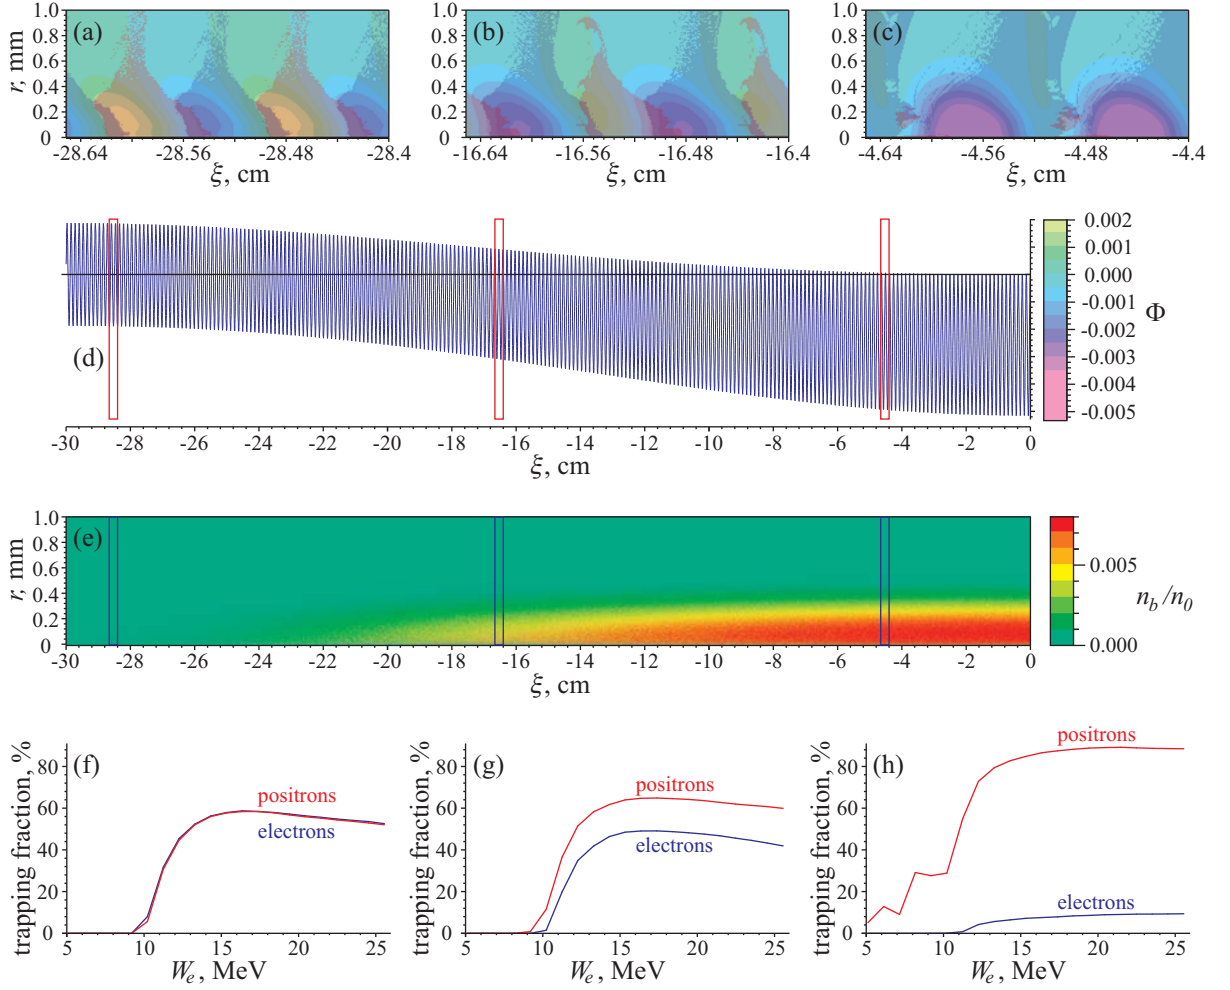 (a) (b) (c)
r, mm
1.0 1.0 1.0
0.8 0.8 0.8
0.6 0.6 0.6
0.4 0.4 0.4
0.2 0.2 0.2
0 0 0
-28.64 -28.56 -28.48 -28.4 -16.64 -16.56 -16.48 -16.4 -4.64 -4.56 -4.48 -4.4
ξ, cm ξ, cm ξ, cm
(d)
-30 -28 -26 -24 -22 -20 -18 -16 -14 -12 -10 -8 -6 -4 -2 0
ξ, cm
0.002
0.001
0.000
-0.001
-0.002
-0.003
-0.004
-0.005
Φ
(e)
r, mm
1.0
0.8
0.6
0.4
0.2
0
-30 -28 -26 -24 -22 -20 -18 -16 -14 -12 -10 -8 -6 -4 -2 0
ξ, cm
0.005
0.000
n_b/n_0
(f)
trapping fraction, %
80
60
40
20
0
positrons
electrons
5 10 15 20 25
W_e, MeV
(g)
trapping fraction, %
80
60
40
20
0
positrons
electrons
5 10 15 20 25
W_e, MeV
(h)
trapping fraction, %
80
60
40
20
0
positrons
electrons
5 10 15 20 25
W_e, MeV